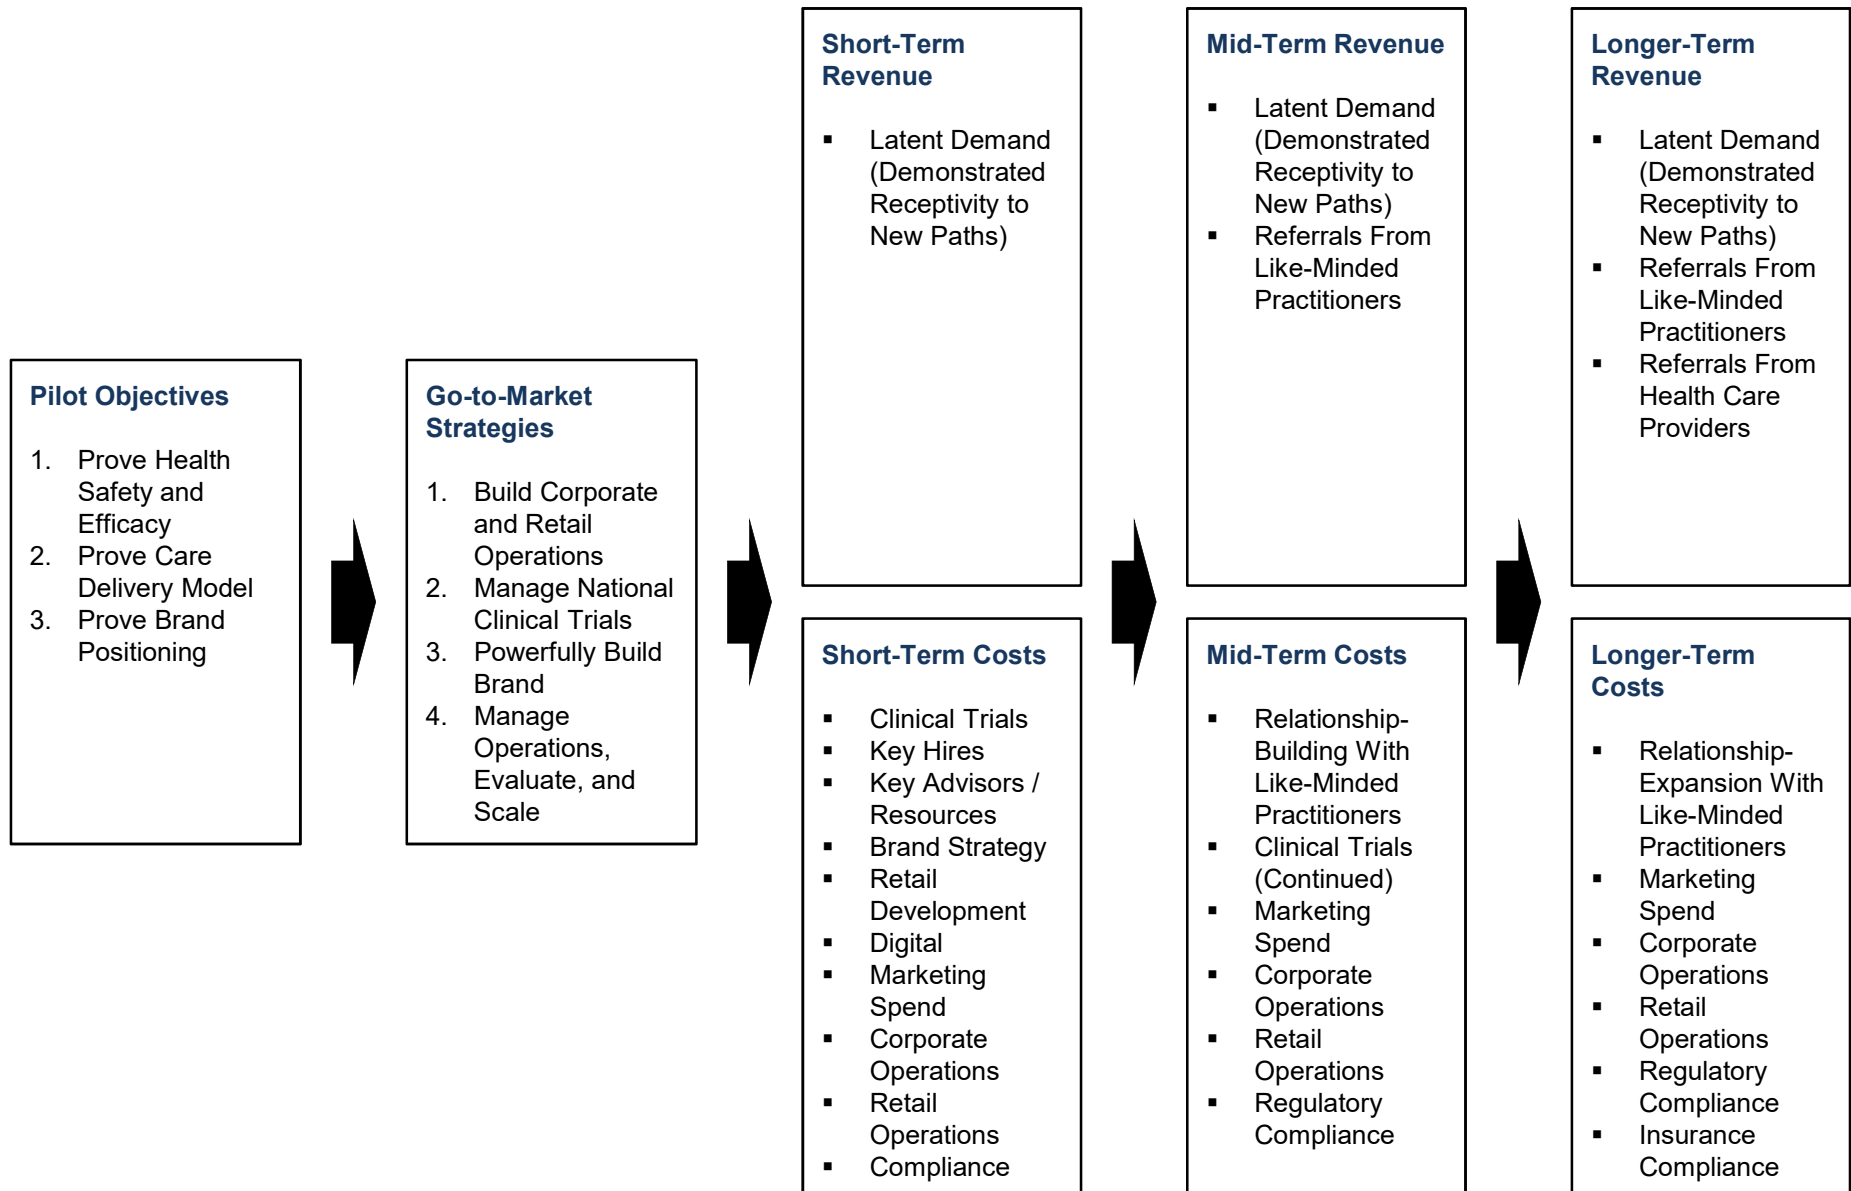 Pilot Objectives
1. Prove Health
Safety and
Efficacy
2. Prove Care
Delivery Model
3. Prove Brand
Positioning
Go-to-Market
Strategies
1. Build Corporate
and Retail
Operations
2. Manage National
Clinical Trials
3. Powerfully Build
Brand
4. Manage
Operations,
Evaluate, and
Scale
Short-Term
Revenue
▪ Latent Demand
(Demonstrated
Receptivity to
New Paths)
Short-Term Costs
▪ Clinical Trials
▪ Key Hires
▪ Key Advisors /
Resources
▪ Brand Strategy
▪ Retail
Development
▪ Digital
▪ Marketing
Spend
▪ Corporate
Operations
▪ Retail
Operations
▪ Compliance
Mid-Term Revenue
▪ Latent Demand
(Demonstrated
Receptivity to
New Paths)
▪ Referrals From
Like-Minded
Practitioners
Mid-Term Costs
▪ Relationship-
Building With
Like-Minded
Practitioners
▪ Clinical Trials
(Continued)
▪ Marketing
Spend
▪ Corporate
Operations
▪ Retail
Operations
▪ Regulatory
Compliance
Longer-Term
Revenue
▪ Latent Demand
(Demonstrated
Receptivity to
New Paths)
▪ Referrals From
Like-Minded
Practitioners
▪ Referrals From
Health Care
Providers
Longer-Term
Costs
▪ Relationship-
Expansion With
Like-Minded
Practitioners
▪ Marketing
Spend
▪ Corporate
Operations
▪ Retail
Operations
▪ Regulatory
Compliance
▪ Insurance
Compliance